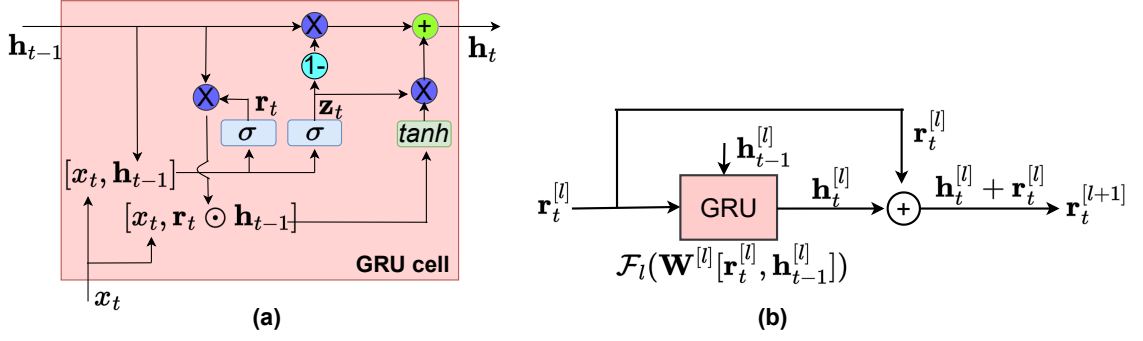 h_{t-1}
X
+
h_t
1-
X
r_t
z_t
X
σ
σ
tanh
[x_t, h_{t-1}]
[x_t, r_t ⊙ h_{t-1}]
GRU cell
x_t
(a)
r_t^{[l]}
h_{t-1}^{[l]}
r_t^{[l]}
GRU
h_t^{[l]}
+
h_t^{[l]} + r_t^{[l]}
r_t^{[l+1]}
F_l(W^{[l]}[r_t^{[l]}, h_{t-1}^{[l]}])
(b)